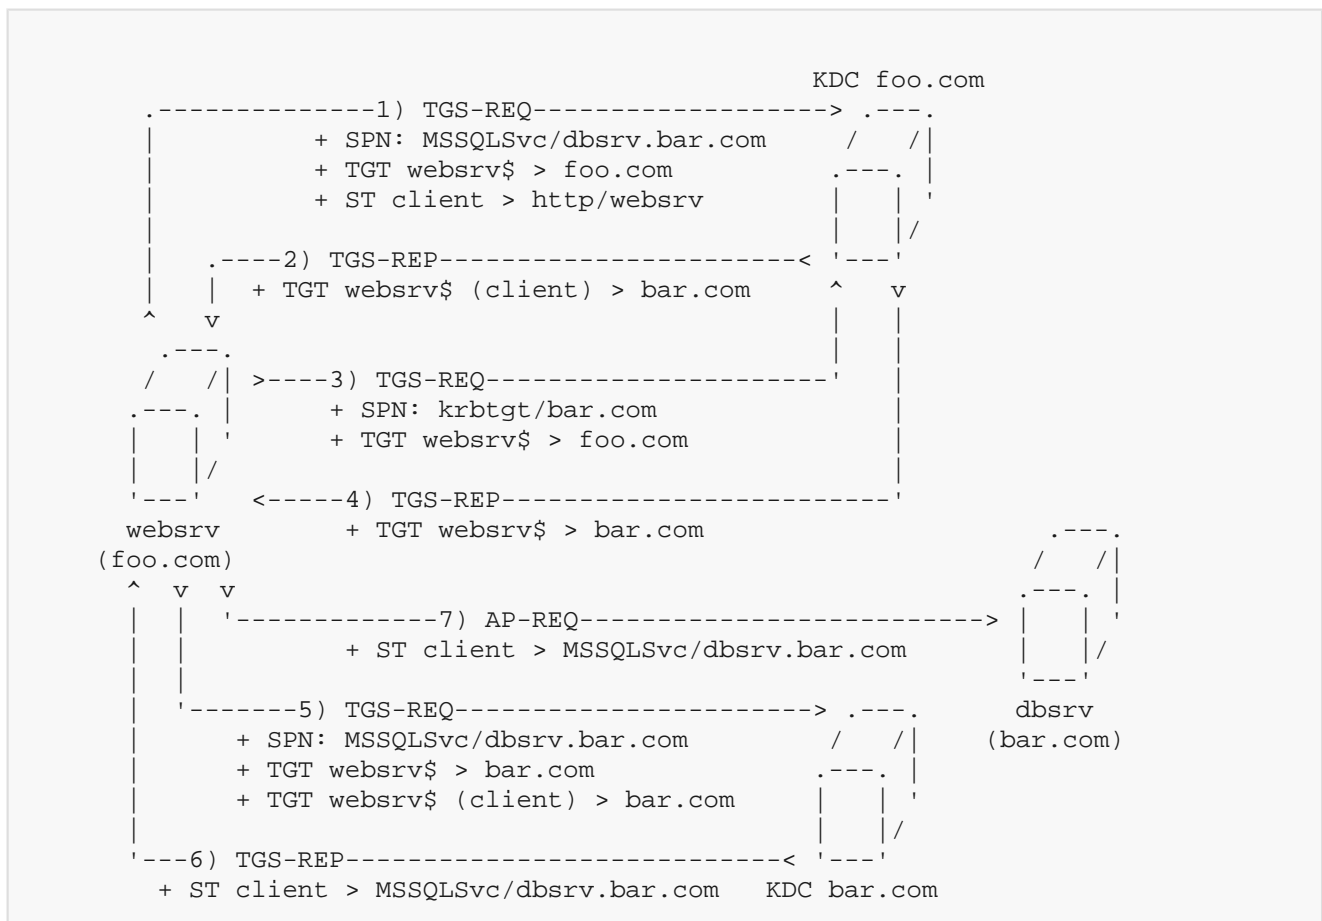 KDC foo.com
1) TGS-REQ
+ SPN: MSSQLSvc/dbsrv.bar.com
+ TGT websrv$ > foo.com
+ ST client > http/websrv
2) TGS-REP
+ TGT websrv$ (client) > bar.com
3) TGS-REQ
+ SPN: krbtgt/bar.com
+ TGT websrv$ > foo.com
4) TGS-REP
websrv + TGT websrv$ > bar.com
(foo.com)
7) AP-REQ
+ ST client > MSSQLSvc/dbsrv.bar.com
5) TGS-REQ dbsrv
+ SPN: MSSQLSvc/dbsrv.bar.com (bar.com)
+ TGT websrv$ > bar.com
+ TGT websrv$ (client) > bar.com
6) TGS-REP
+ ST client > MSSQLSvc/dbsrv.bar.com KDC bar.com